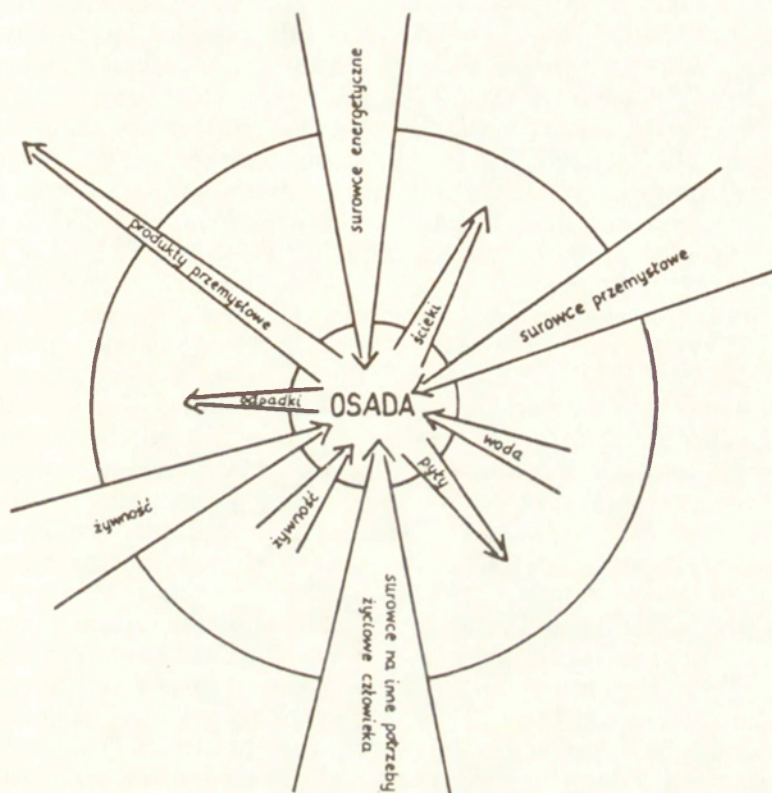 surowce energetyczne
produkty przemysłowe
ścieki
surowce przemysłowe
odpadki
OSADA
woda
pyły
żywność
żywność
surowce na inne potrzeby
życiowe człowieka